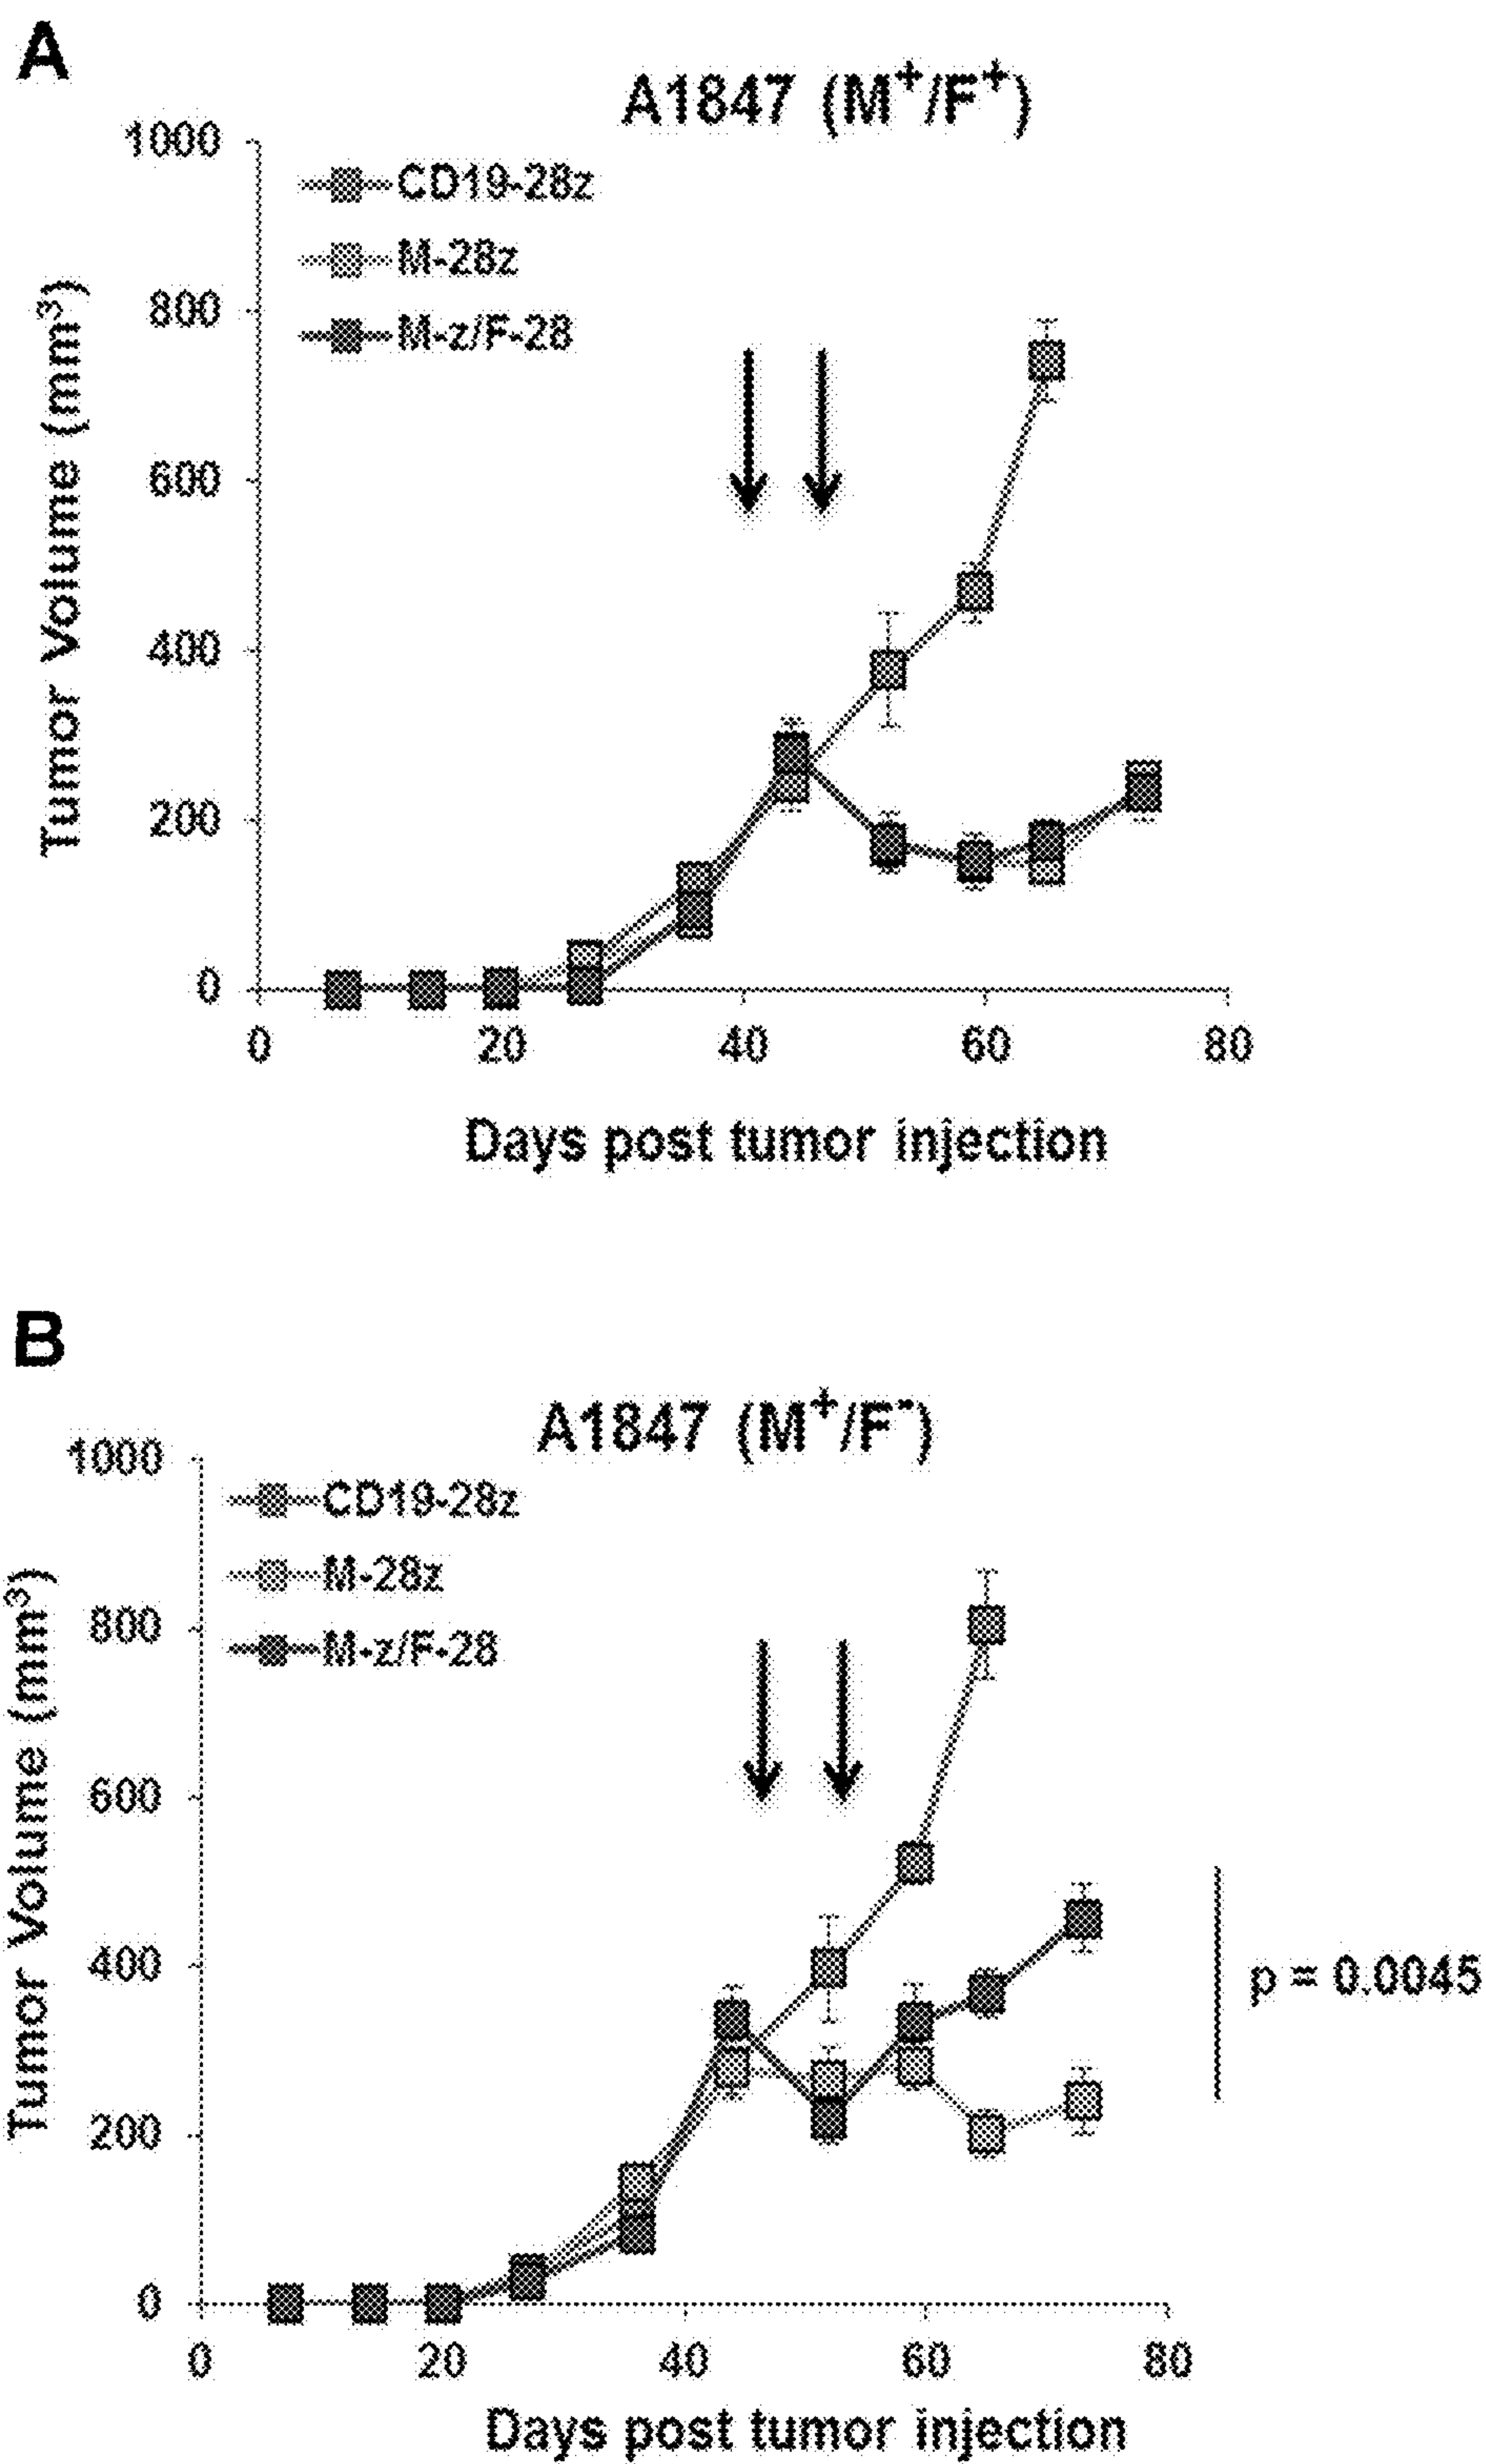 A
A1847 (M⁺/F⁺)
1000
CD19-28z
M-28z
800
M-z/F-28
600
400
200
0
Tumor Volume (mm³)
0 20 40 60 80
Days post tumor injection
B
A1847 (M⁺/F⁻)
1000
CD19-28z
M-28z
800
M-z/F-28
600
400
200
0
Tumor Volume (mm³)
p = 0.0045
0 20 40 60 80
Days post tumor injection